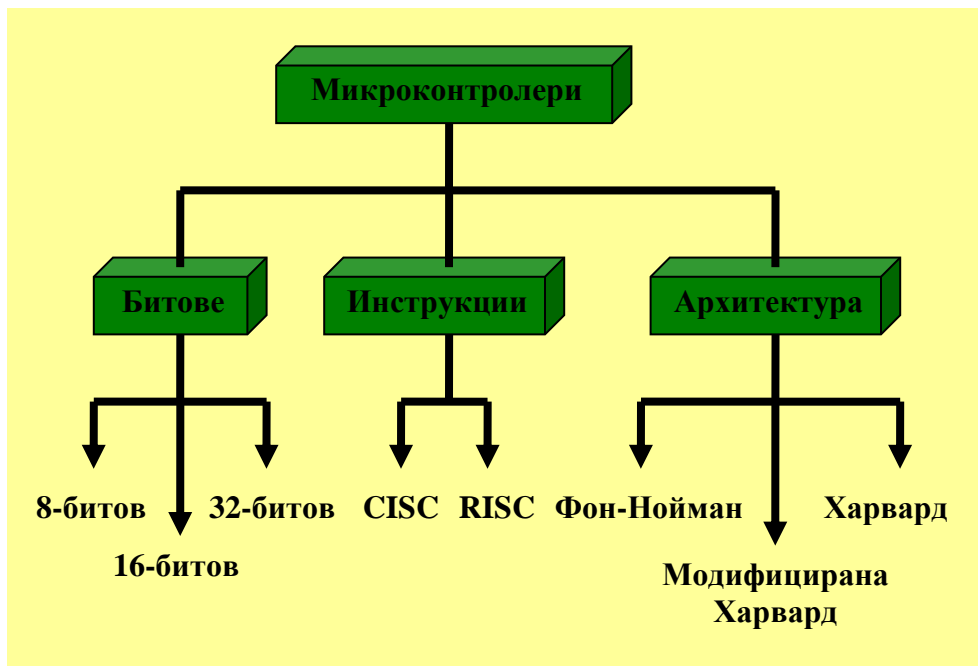 Микроконтролери
Битове
Инструкции
Архитектура
8-битов
32-битов
CISC
RISC
Фон-Нойман
Харвард
16-битов
Модифицирана
Харвард